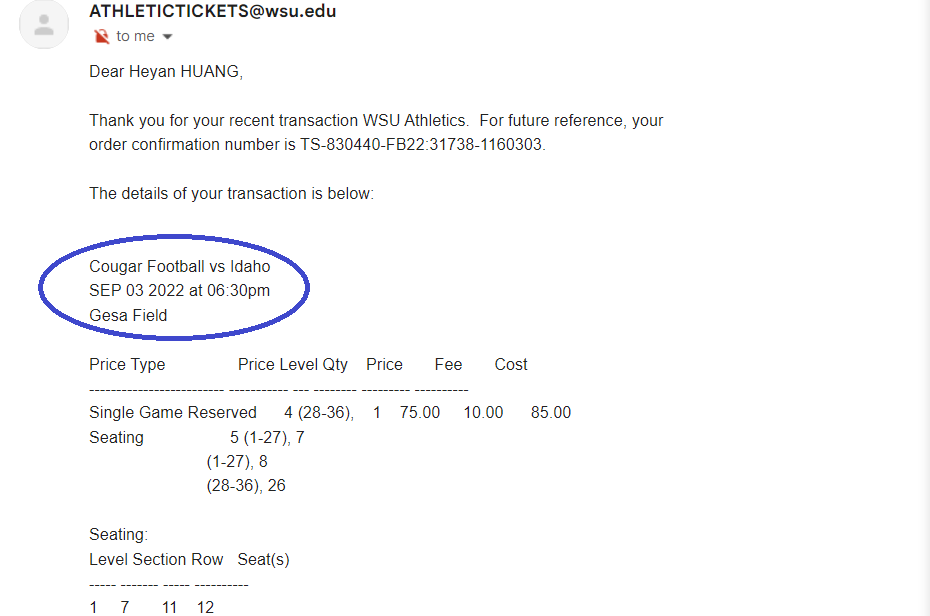 ATHLETICTICKETS@wsu.edu
to me
Dear Heyan HUANG,
Thank you for your recent transaction WSU Athletics.  For future reference, your
order confirmation number is TS-830440-FB22:31738-1160303.
The details of your transaction is below:
Cougar Football vs Idaho
SEP 03 2022 at 06:30pm
Gesa Field
Price Type Price Level Qty Price Fee Cost
------------------------- ----------- --- -------- --------- ----------
Single Game Reserved 4 (28-36), 1 75.00 10.00 85.00
Seating 5 (1-27), 7
(1-27), 8
(28-36), 26
Seating:
Level Section Row Seat(s)
----- ------- ----- ----------
1 7 11 12